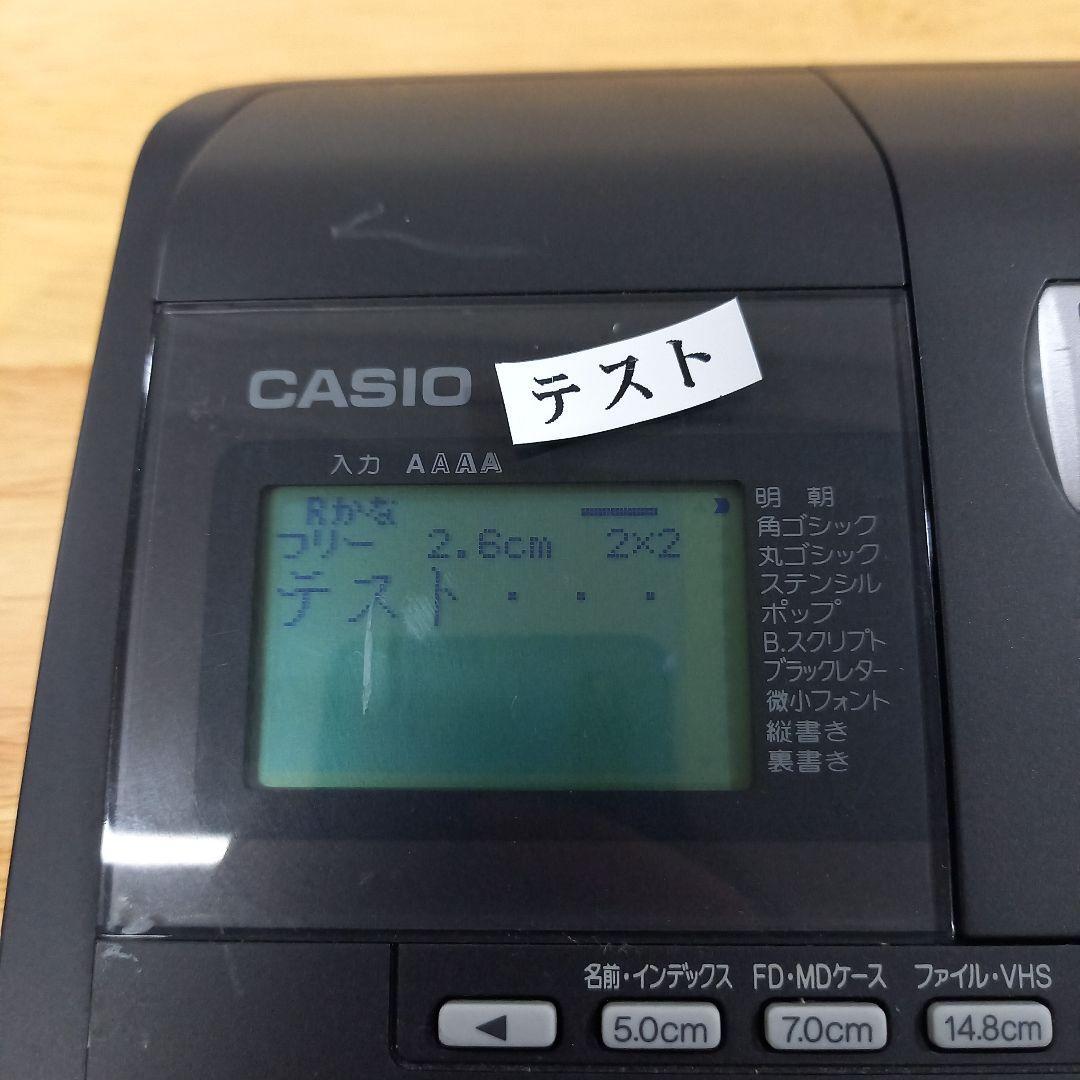 CASIO
テスト
入力 AAAA
Rかな
フリー 2.6cm 2×2
テスト・・・
明朝
角ゴシック
丸ゴシック
ステンシル
ポップ
B.スクリプト
ブラックレター
微小フォント
縦書き
裏書き
名前・インデックス FD・MDケース ファイル・VHS
◀ 5.0cm 7.0cm 14.8cm